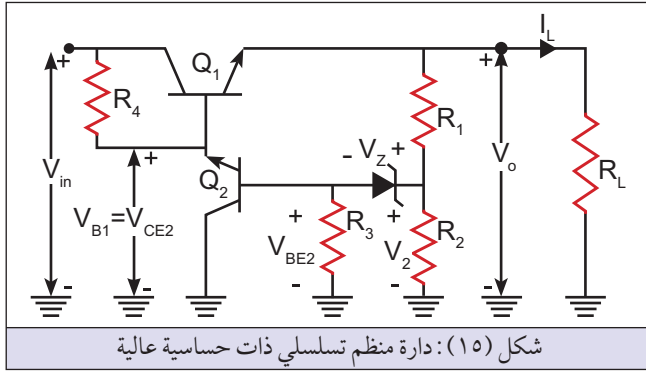 I_L
Q₁
R₄
R₁
- V_Z +
V_in
V_o
R_L
Q₂
V_B1=V_CE2
V_BE2
R₃
V₂
R₂
شكل (١٥): دارة منظم تسلسلي ذات حساسية عالية